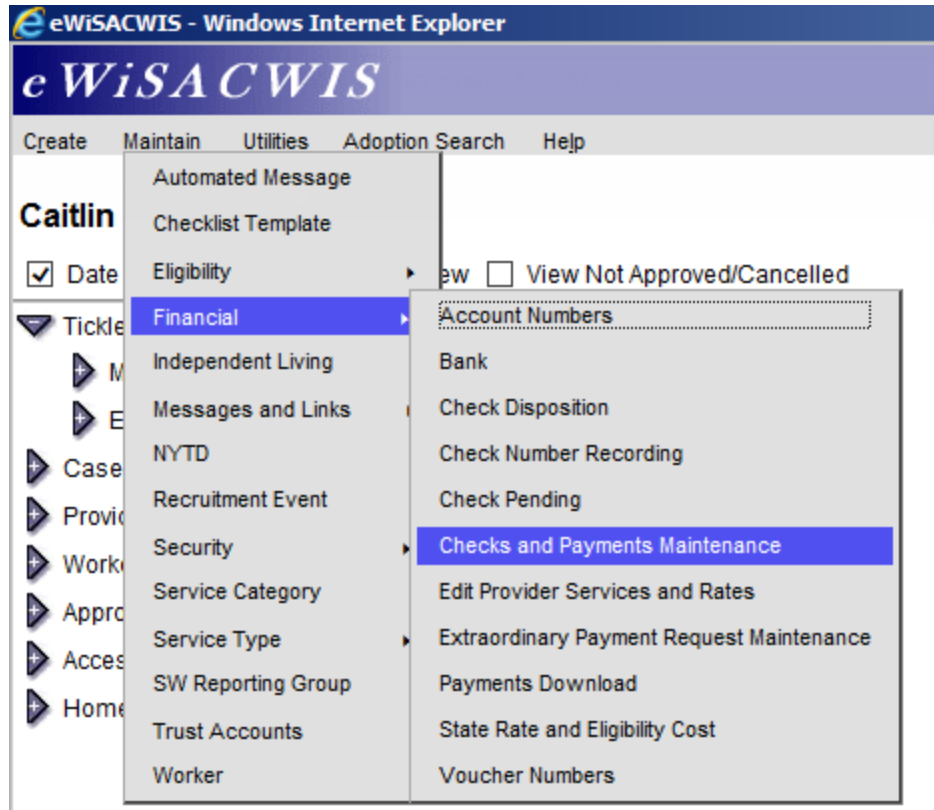 eWiSACWIS - Windows Internet Explorer
eWiSACWIS
Create Maintain Utilities Adoption Search Help
Caitlin
Date View Not Approved/Cancelled
Automated Message
Checklist Template
Eligibility
Financial
Independent Living
Messages and Links
NYTD
Recruitment Event
Security
Service Category
Service Type
SW Reporting Group
Trust Accounts
Worker
Account Numbers
Bank
Check Disposition
Check Number Recording
Check Pending
Checks and Payments Maintenance
Edit Provider Services and Rates
Extraordinary Payment Request Maintenance
Payments Download
State Rate and Eligibility Cost
Voucher Numbers
Tickle
M
E
Case
Provi
Work
Appro
Acces
Home